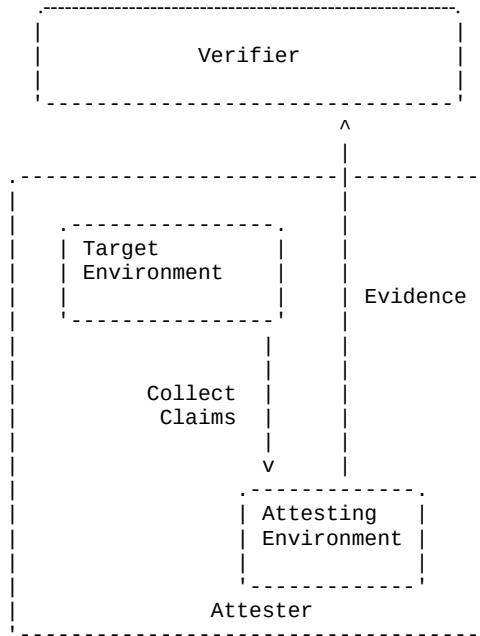 Verifier
Target
Environment
Evidence
Collect
Claims
Attesting
Environment
Attester